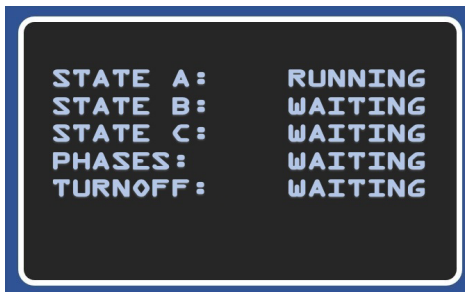 STATE A: RUNNING
STATE B: WAITING
STATE C: WAITING
PHASES: WAITING
TURNOFF: WAITING